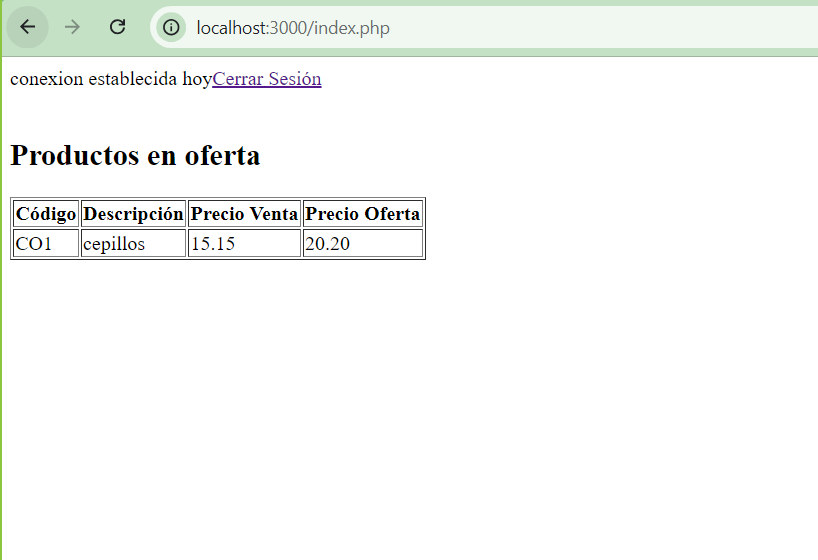 localhost:3000/index.php
conexion establecida hoyCerrar Sesión
Productos en oferta
Código Descripción Precio Venta Precio Oferta
CO1 cepillos 15.15 20.20